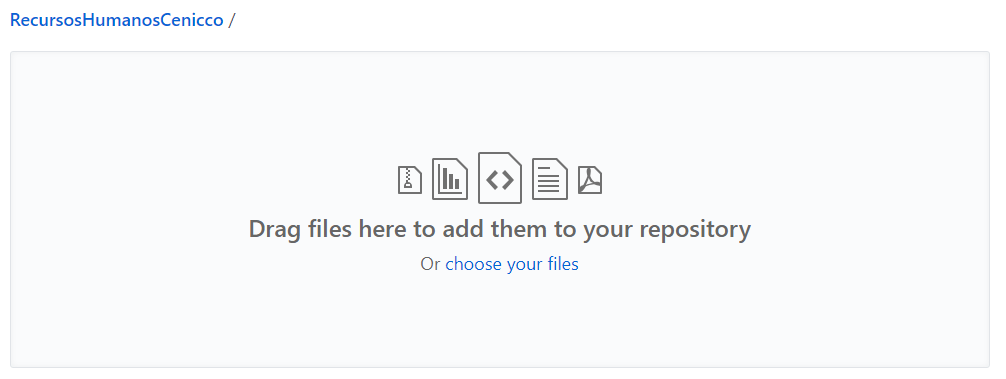 RecursosHumanosCenicco /
Drag files here to add them to your repository
Or choose your files